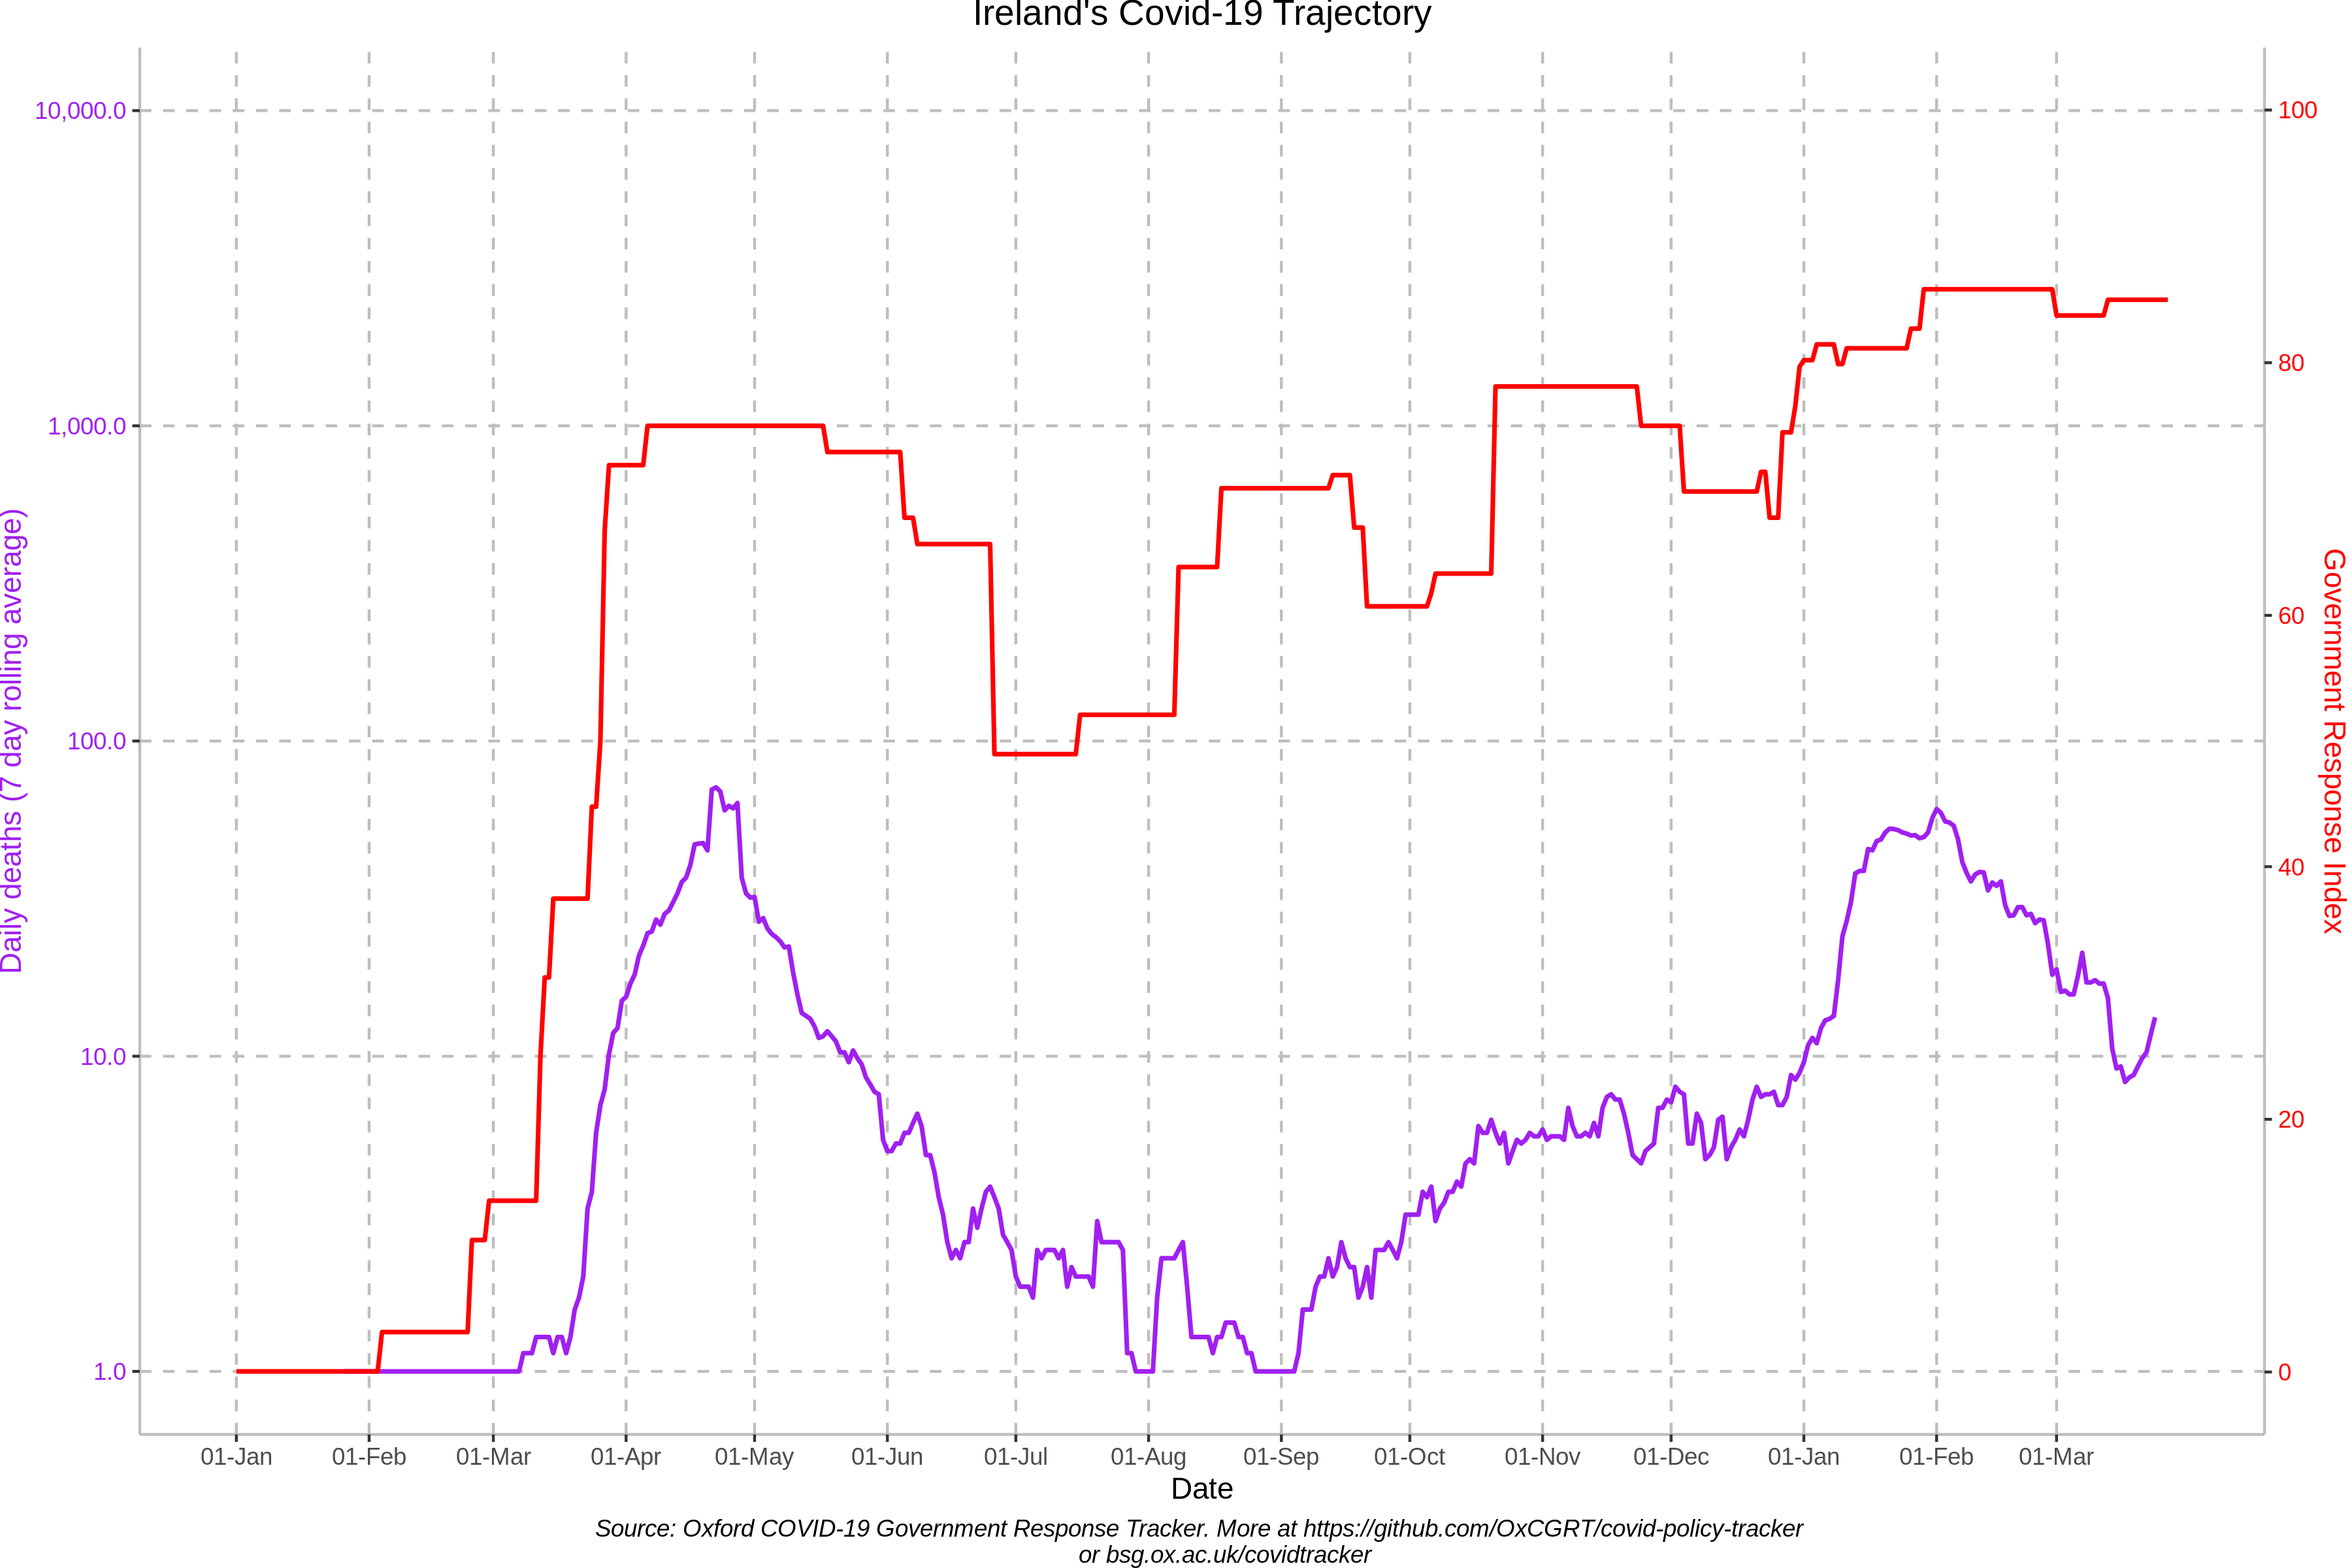 Ireland's Covid-19 Trajectory
10,000.0
1,000.0
100.0
10.0
1.0
Daily deaths (7 day rolling average)
100
80
60
40
20
0
Government Response Index
01-Jan 01-Feb 01-Mar 01-Apr 01-May 01-Jun 01-Jul 01-Aug 01-Sep 01-Oct 01-Nov 01-Dec 01-Jan 01-Feb 01-Mar
Date
Source: Oxford COVID-19 Government Response Tracker. More at https://github.com/OxCGRT/covid-policy-tracker
or bsg.ox.ac.uk/covidtracker